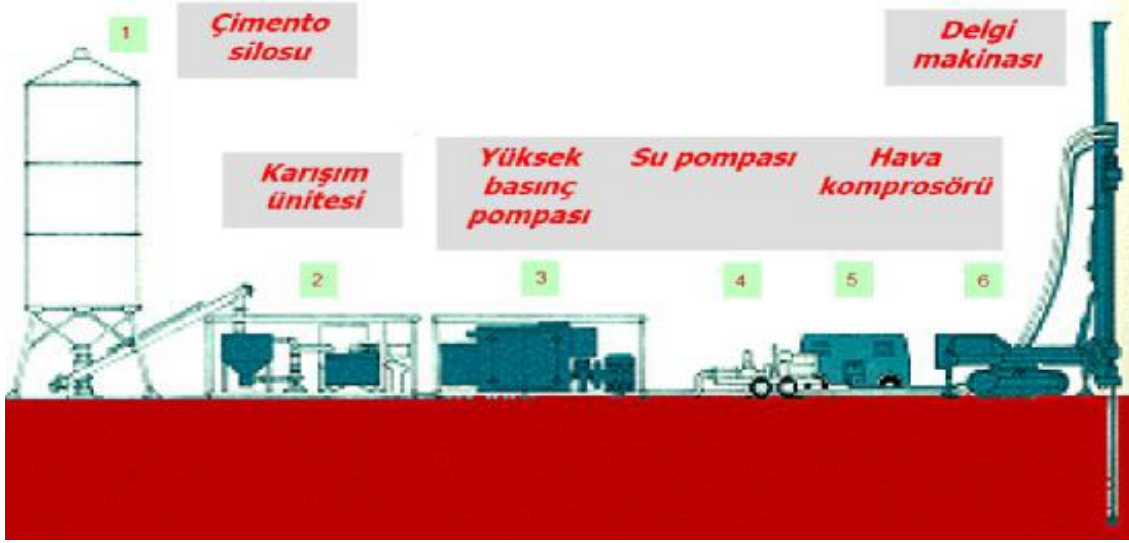 1
Çimento
silosu
Delgi
makinası
Karışım
ünitesi
Yüksek
basınç
pompası
Su pompası
Hava
komprosörü
2
3
4
5
6